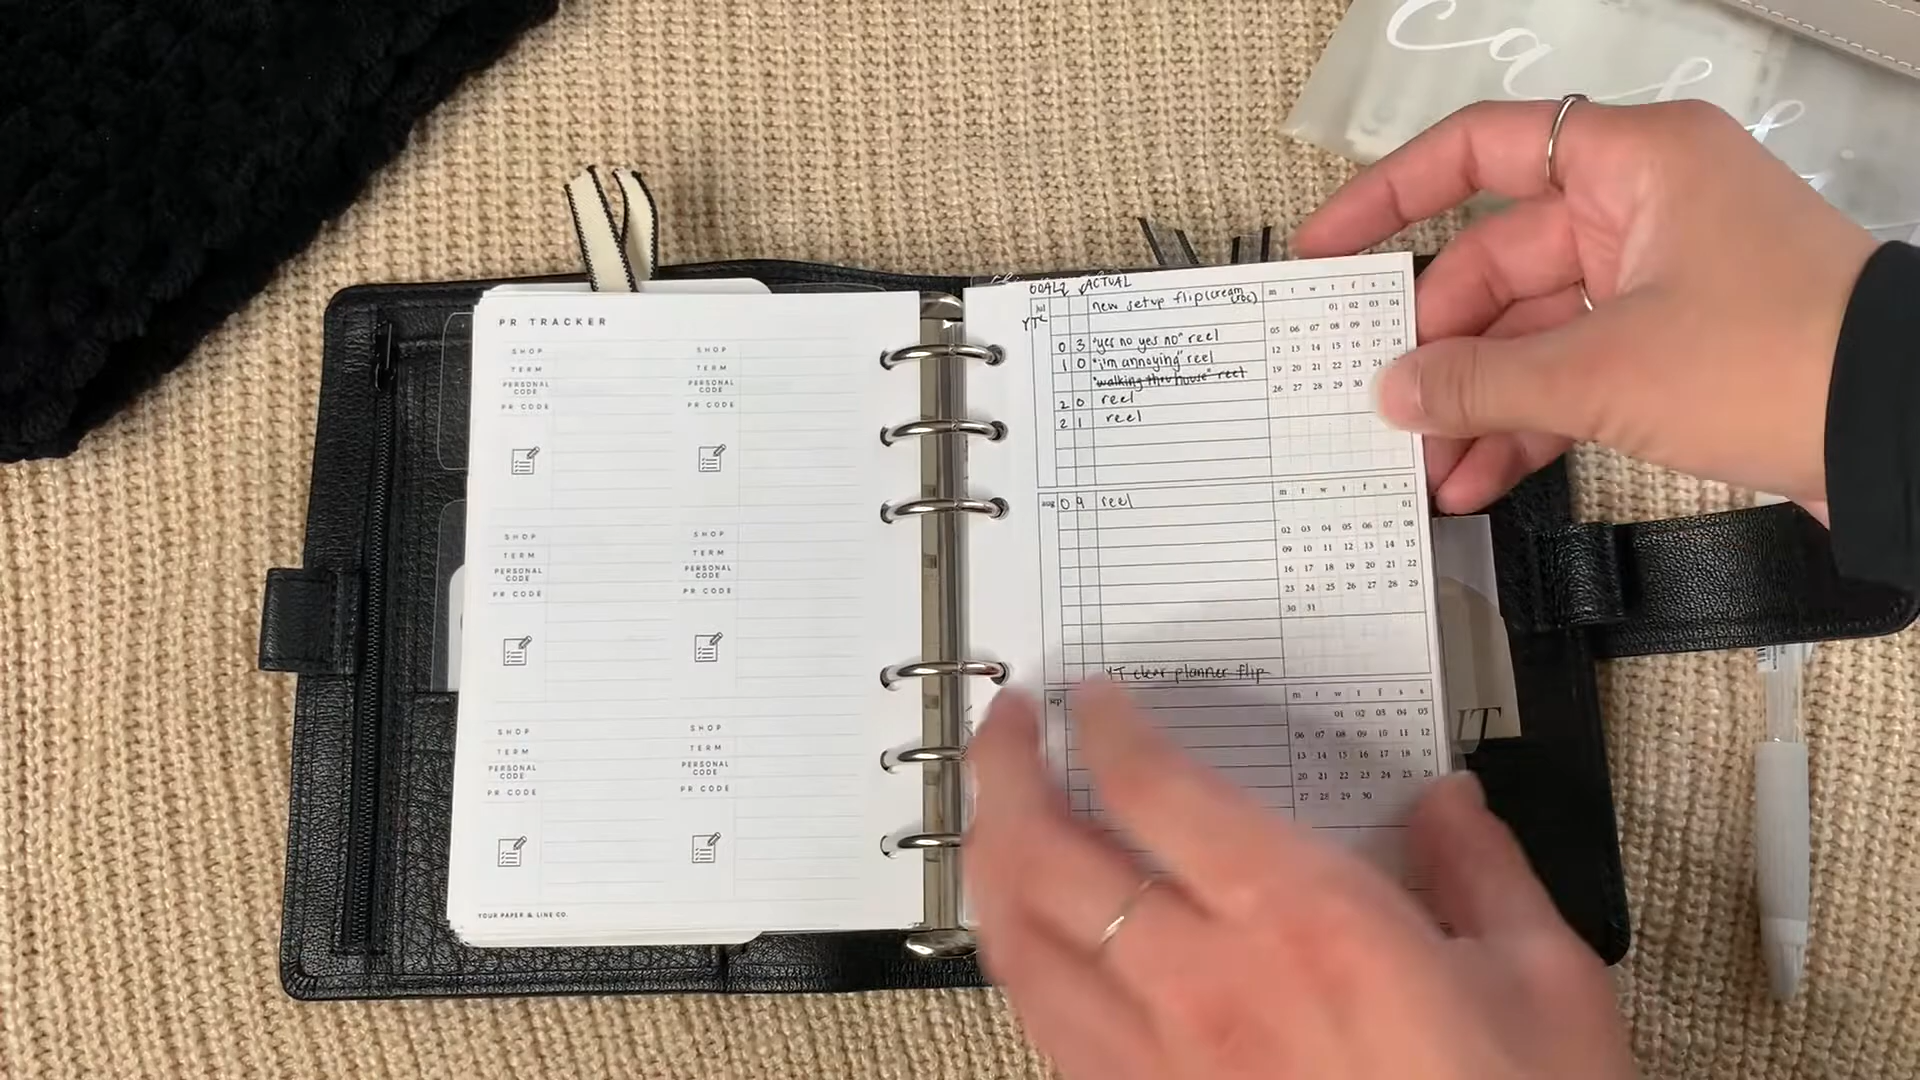 PR TRACKER
SHOP
TERM
PERSONAL CODE
PR CODE
SHOP
TERM
PERSONAL CODE
PR CODE
SHOP
TERM
PERSONAL CODE
PR CODE
SHOP
TERM
PERSONAL CODE
PR CODE
SHOP
TERM
PERSONAL CODE
PR CODE
SHOP
TERM
PERSONAL CODE
PR CODE
YOUR PAPER & LINE CO.
ACTUAL
jul
new setup flip (cream
0 3 "yes no yes no" reel
1 0 "i'm annoying" reel
"walking thru house" reel
2 0 reel
2 1 reel
m t w t f s s
01 02 03 04
05 06 07 08 09 10 11
12 13 14 15 16 17 18
19 20 21 22 23 24
26 27 28 29 30
aug 0 9 reel
YT clear planner flip
m t w t f s s
01
02 03 04 05 06 07 08
09 10 11 12 13 14 15
16 17 18 19 20 21 22
23 24 25 26 27 28 29
30 31
sep
m t w t f s s
01 02 03 04 05
06 07 08 09 10 11 12
13 14 15 16 17 18 19
20 21 22 23 24 25 26
27 28 29 30